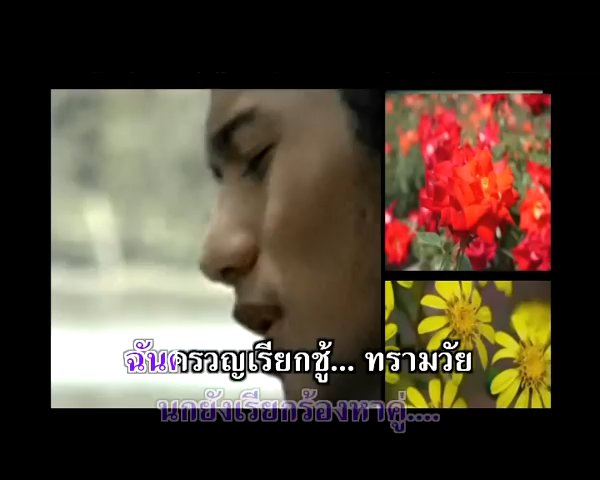 ฉันครวญเรียกชู้... ทรามวัย
นกยังเรียกร้องหาคู่....